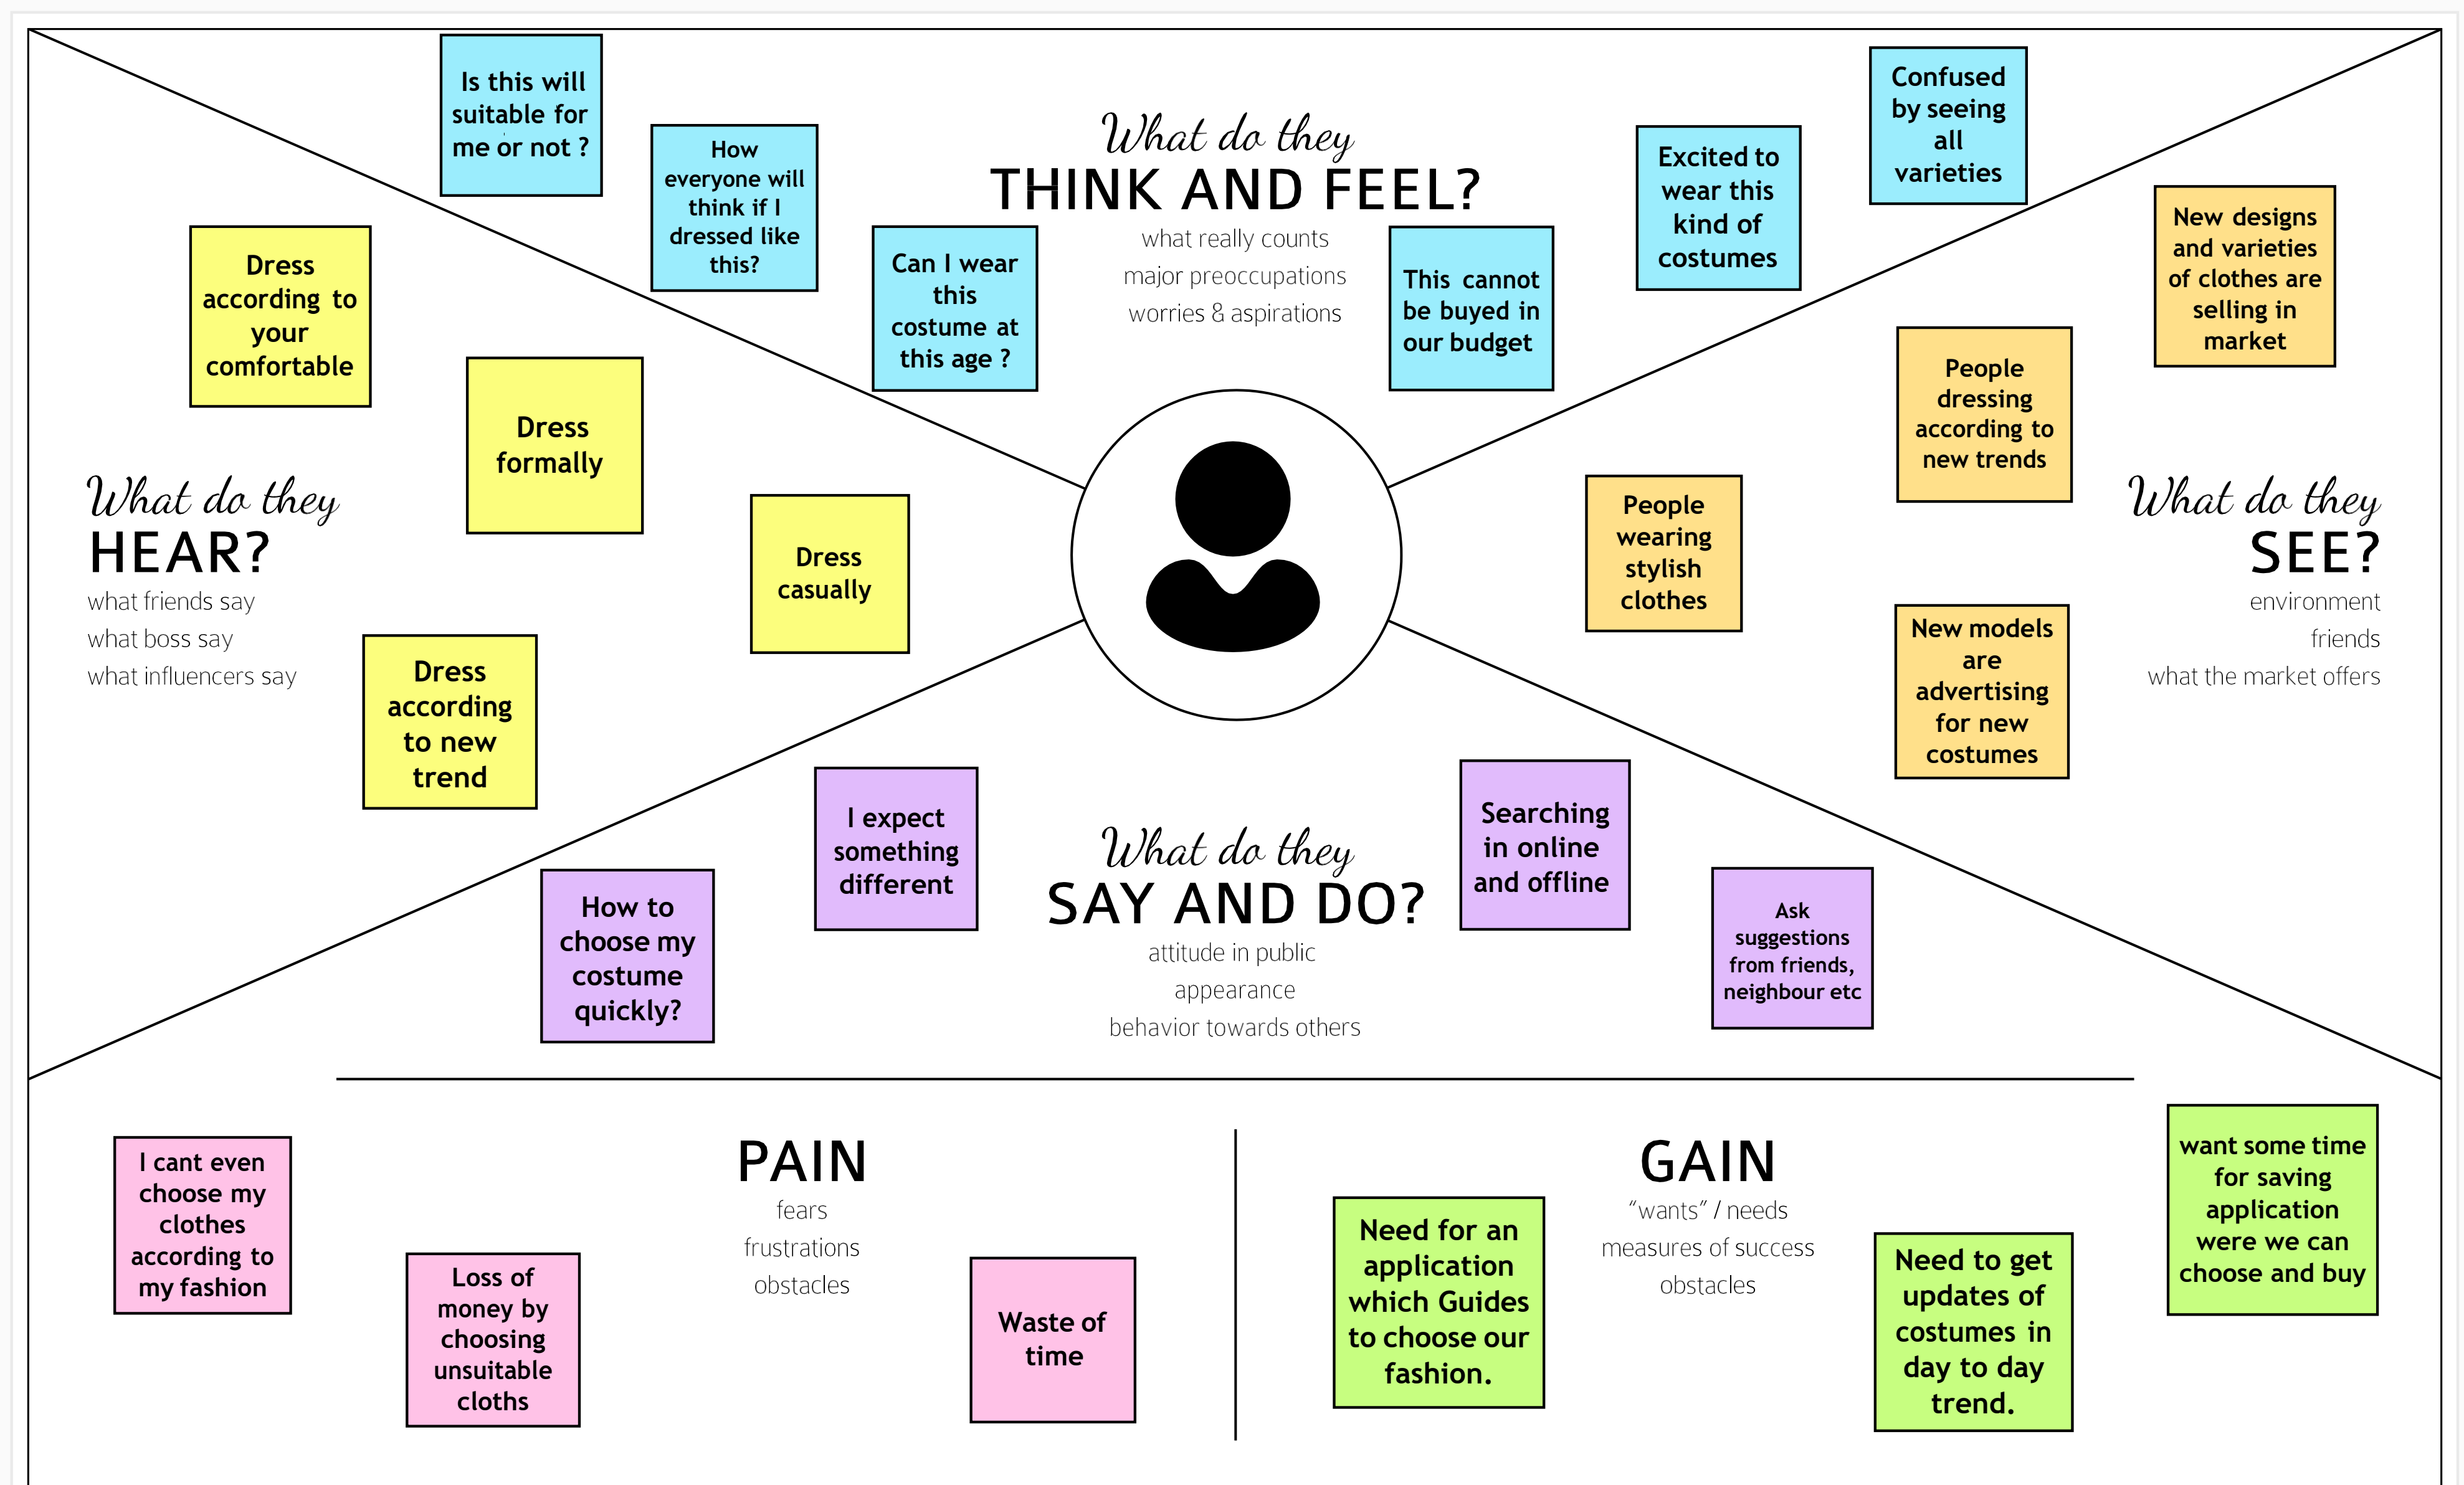 Is this will
suitable for
me or not ?
How
everyone will
think if I
dressed like
this?
Can I wear
this
costume at
this age ?
What do they
THINK AND FEEL?
what really counts
major preoccupations
worries & aspirations
This cannot
be buyed in
our budget
Excited to
wear this
kind of
costumes
Confused
by seeing
all
varieties
Dress
according to
your
comfortable
Dress
formally
Dress
casually
What do they
HEAR?
what friends say
what boss say
what influencers say
Dress
according
to new
trend
New designs
and varieties
of clothes are
selling in
market
People
dressing
according to
new trends
People
wearing
stylish
clothes
What do they
SEE?
environment
friends
what the market offers
New models
are
advertising
for new
costumes
How to
choose my
costume
quickly?
I expect
something
different
What do they
SAY AND DO?
attitude in public
appearance
behavior towards others
Searching
in online
and offline
Ask
suggestions
from friends,
neighbour etc
I cant even
choose my
clothes
according to
my fashion
Loss of
money by
choosing
unsuitable
cloths
PAIN
fears
frustrations
obstacles
Waste of
time
Need for an
application
which Guides
to choose our
fashion.
GAIN
“wants” / needs
measures of success
obstacles
Need to get
updates of
costumes in
day to day
trend.
want some time
for saving
application
were we can
choose and buy